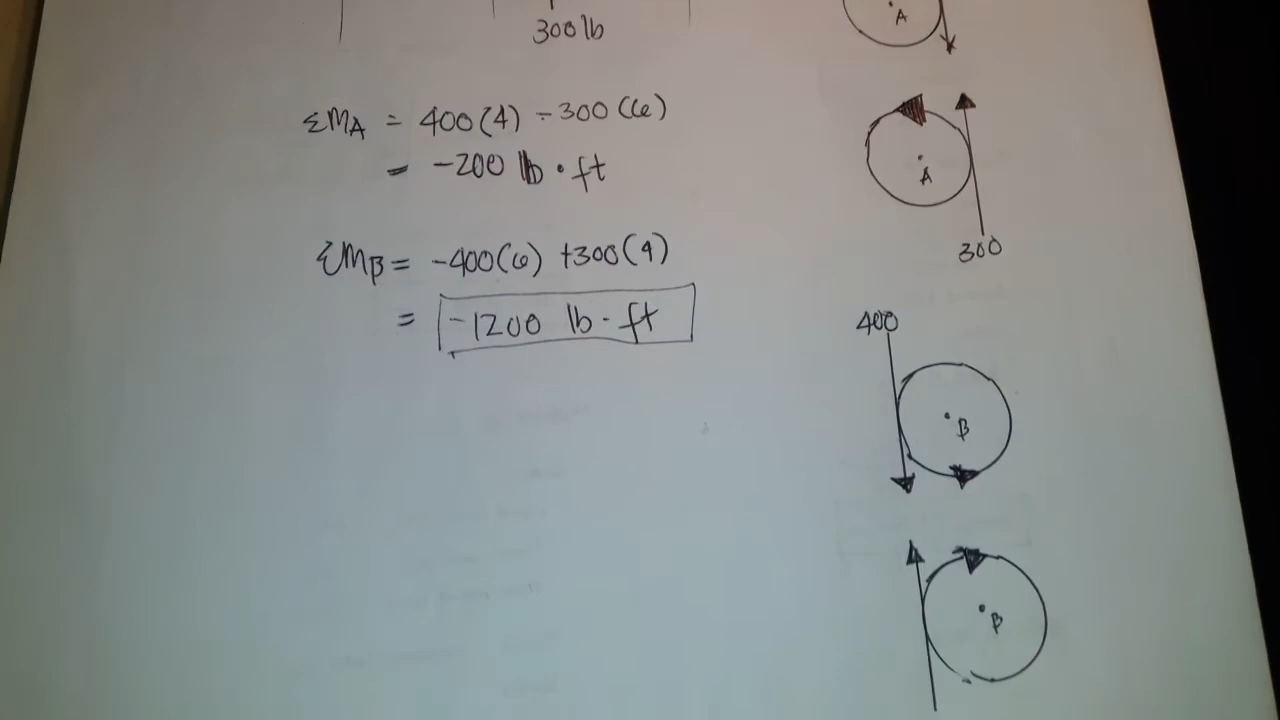 300 lb
A
ΣMA = 400(4) - 300(6)
= -200 lb · ft
A
300
ΣMB = -400(6) + 300(4)
= -1200 lb · ft
400
B
B